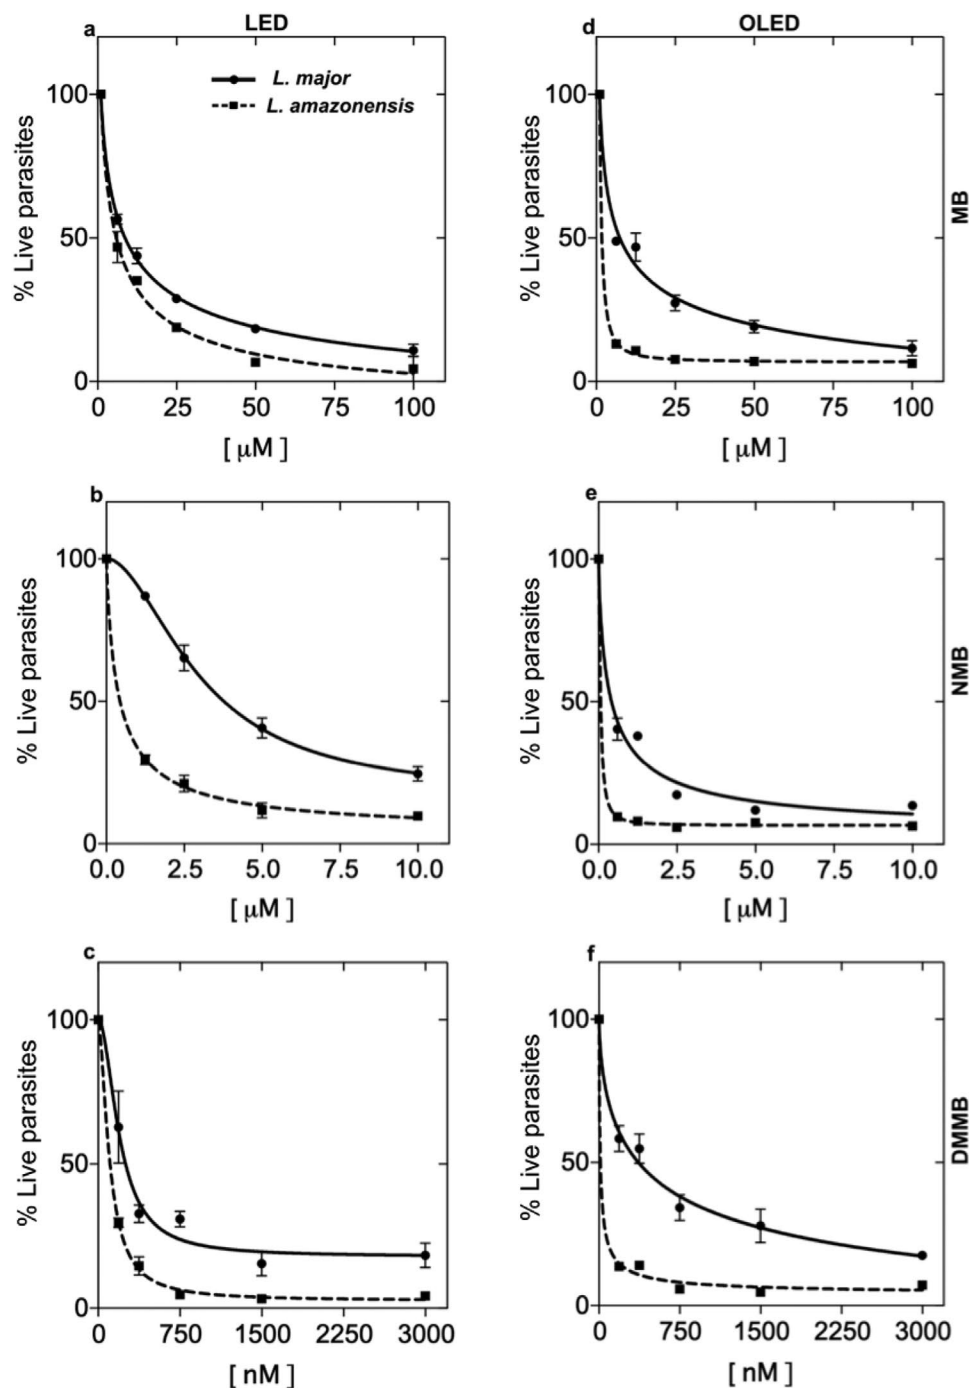 LED
OLED
a
L. major
L. amazonensis
% Live parasites
100
50
0
0 25 50 75 100
[ μM ]
d
% Live parasites
100
50
0
0 25 50 75 100
[ μM ]
MB
b
% Live parasites
100
50
0
0.0 2.5 5.0 7.5 10.0
[ μM ]
e
% Live parasites
100
50
0
0.0 2.5 5.0 7.5 10.0
[ μM ]
NMB
c
% Live parasites
100
50
0
0 750 1500 2250 3000
[ nM ]
f
% Live parasites
100
50
0
0 750 1500 2250 3000
[ nM ]
DMMB